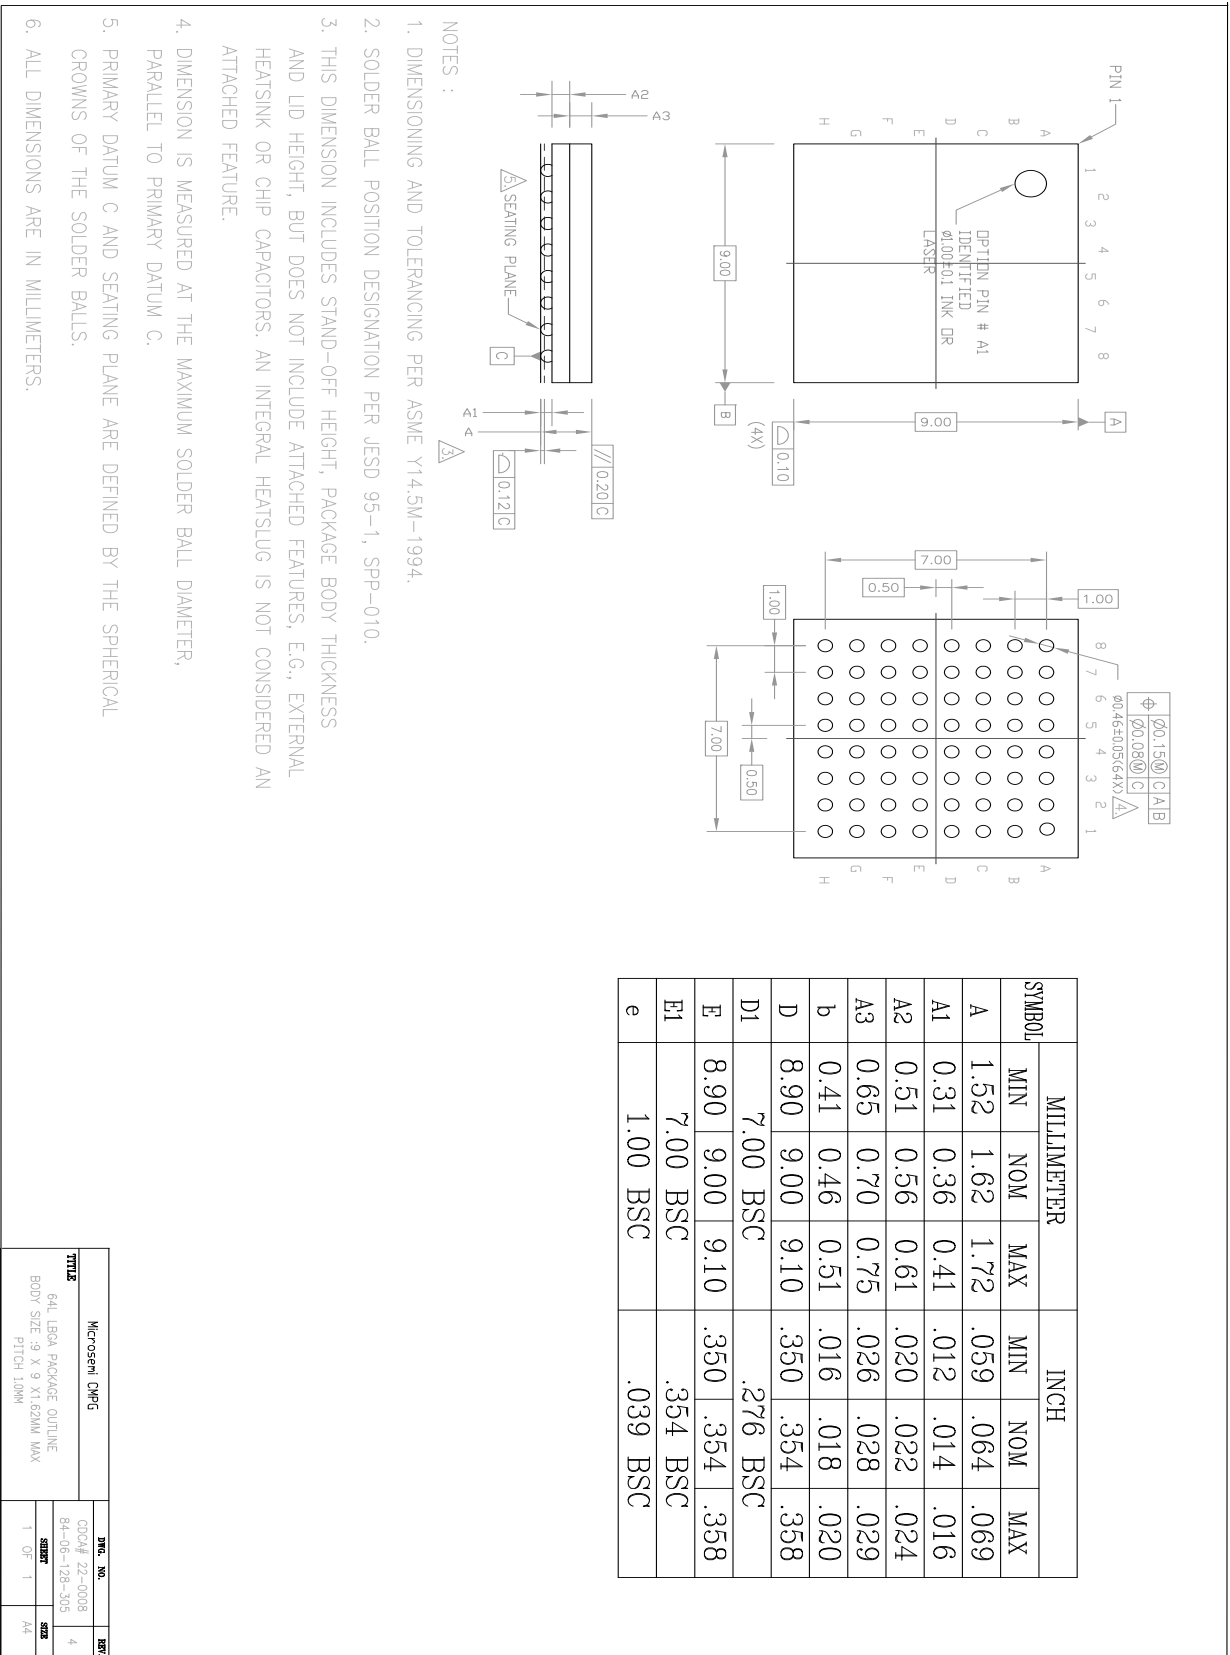 PIN 1
A
B
C
D
E
F
G
H
1
2
3
4
5
6
7
8
OPTION PIN # A1
IDENTIFIED
Ø1.00±0.1 INK OR
LASER
9.00
B
9.00
A
0.10
(4X)
7.00
0.50
1.00
1.00
7.00
0.50
8
7
6
5
4
3
2
1
A
B
C
D
E
F
G
H
Ø0.15Ⓜ C A B
Ø0.08Ⓜ C
Ø0.46±0.05(64X) 4.
A2
A3
5. SEATING PLANE
C
A1
A
3.
// 0.20 C
0.12 C
NOTES :
1. DIMENSIONING AND TOLERANCING PER ASME Y14.5M-1994.
2. SOLDER BALL POSITION DESIGNATION PER JESD 95-1, SPP-010.
3. THIS DIMENSION INCLUDES STAND-OFF HEIGHT, PACKAGE BODY THICKNESS
AND LID HEIGHT, BUT DOES NOT INCLUDE ATTACHED FEATURES, E.G., EXTERNAL
HEATSINK OR CHIP CAPACITORS. AN INTEGRAL HEATSLUG IS NOT CONSIDERED AN
ATTACHED FEATURE.
4. DIMENSION IS MEASURED AT THE MAXIMUM SOLDER BALL DIAMETER,
PARALLEL TO PRIMARY DATUM C.
5. PRIMARY DATUM C AND SEATING PLANE ARE DEFINED BY THE SPHERICAL
CROWNS OF THE SOLDER BALLS.
6. ALL DIMENSIONS ARE IN MILLIMETERS.
SYMBOL MILLIMETER INCH
MIN NOM MAX MIN NOM MAX
A 1.52 1.62 1.72 .059 .064 .069
A1 0.31 0.36 0.41 .012 .014 .016
A2 0.51 0.56 0.61 .020 .022 .024
A3 0.65 0.70 0.75 .026 .028 .029
b 0.41 0.46 0.51 .016 .018 .020
D 8.90 9.00 9.10 .350 .354 .358
D1 7.00 BSC .276 BSC
E 8.90 9.00 9.10 .350 .354 .358
E1 7.00 BSC .354 BSC
e 1.00 BSC .039 BSC
Microsemi CMPG
TITLE
64L LBGA PACKAGE OUTLINE
BODY SIZE :9 X 9 X1.62MM MAX
PITCH 1.0MM
DWG. NO.
CDCA# 22-0008
84-06-128-305
REV.
4
SHEET
1 OF 1
SIZE
A4